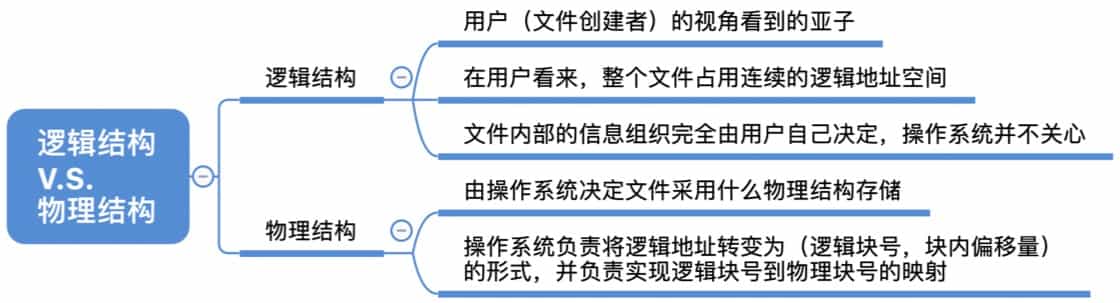 逻辑结构
V.S.
物理结构
逻辑结构
用户（文件创建者）的视角看到的亚子
在用户看来，整个文件占用连续的逻辑地址空间
文件内部的信息组织完全由用户自己决定，操作系统并不关心
物理结构
由操作系统决定文件采用什么物理结构存储
操作系统负责将逻辑地址转变为（逻辑块号，块内偏移量）
的形式，并负责实现逻辑块号到物理块号的映射